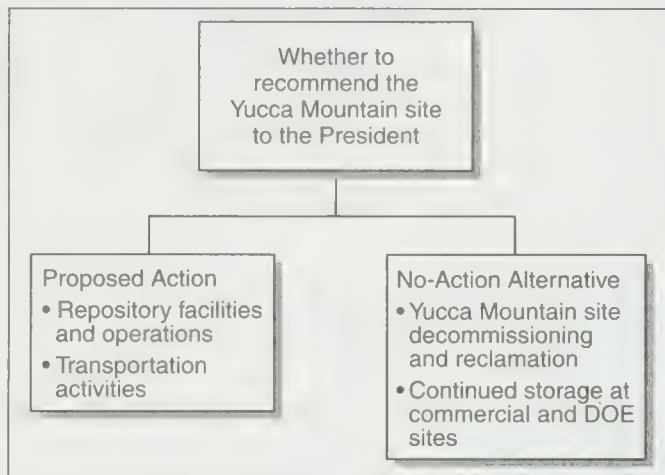 Whether to
recommend the
Yucca Mountain site
to the President
Proposed Action
• Repository facilities
and operations
• Transportation
activities
No-Action Alternative
• Yucca Mountain site
decommissioning
and reclamation
• Continued storage at
commercial and DOE
sites